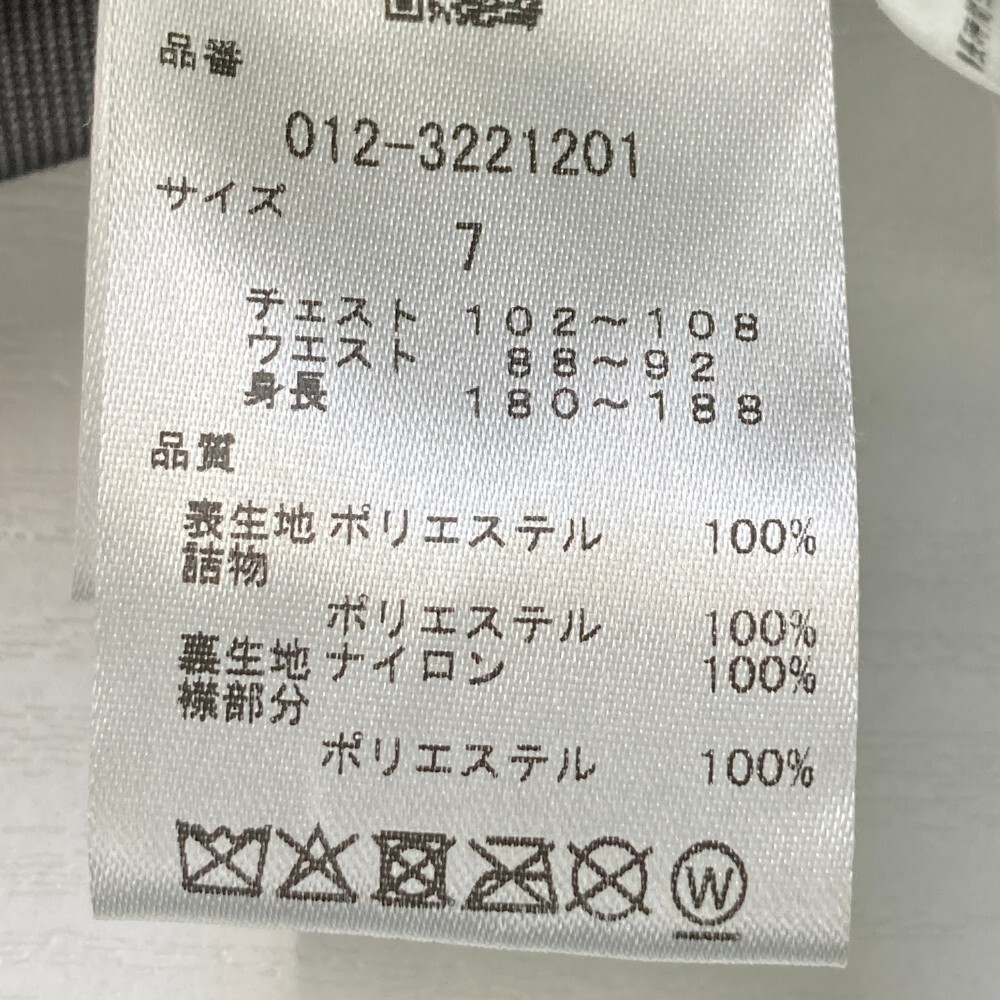 品番
012-3221201
サイズ
7
チェスト 102～108
ウエスト 88～92
身長 180～188
品質
表生地 ポリエステル 100%
詰物
ポリエステル 100%
裏生地 ナイロン 100%
襟部分
ポリエステル 100%
W